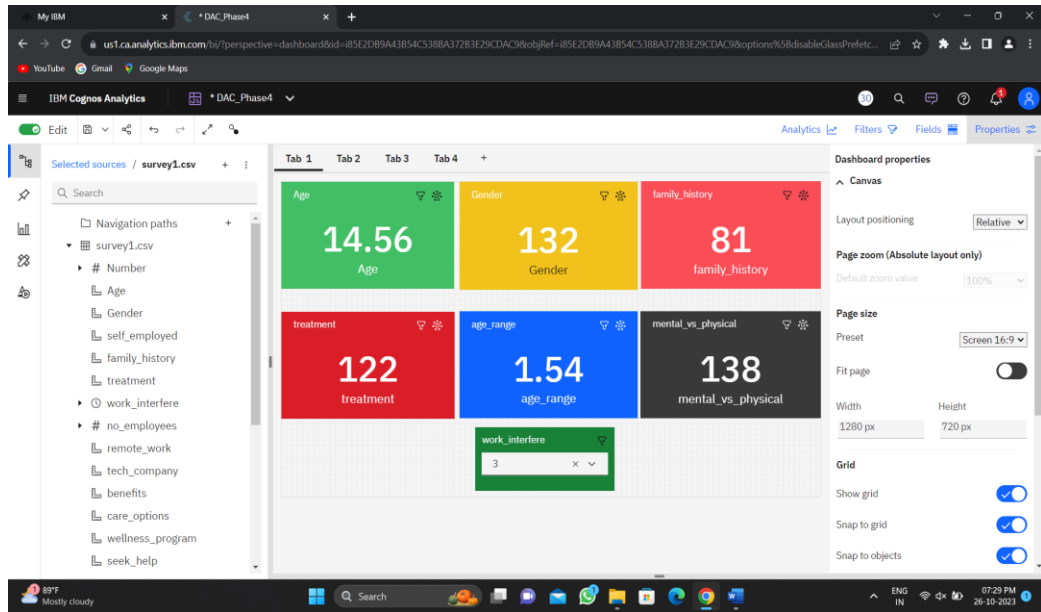 My IBM
* DAC_Phase4
us1.ca.analytics.ibm.com/bi/?perspective=dashboard&id=i85E2DB9A43B54C538BA372B3E29CDAC9&objRef=i85E2DB9A43B54C538BA372B3E29CDAC9&options%5BdisableGlassPrefetc...
YouTube Gmail Google Maps
IBM Cognos Analytics * DAC_Phase4 30
Edit Analytics Filters Fields Properties
Selected sources / survey1.csv
Search
Navigation paths
survey1.csv
# Number
Age
Gender
self_employed
family_history
treatment
work_interfere
# no_employees
remote_work
tech_company
benefits
care_options
wellness_program
seek_help
Tab 1 Tab 2 Tab 3 Tab 4 +
Age
14.56
Age
Gender
132
Gender
family_history
81
family_history
treatment
122
treatment
age_range
1.54
age_range
mental_vs_physical
138
mental_vs_physical
work_interfere
3
Dashboard properties
Canvas
Layout positioning Relative
Page zoom (Absolute layout only)
Default zoom value 100%
Page size
Preset Screen 16:9
Fit page
Width Height
1280 px 720 px
Grid
Show grid
Snap to grid
Snap to objects
1
89°F
Mostly cloudy
Search
ENG
IN
07:29 PM
26-10-2023
1